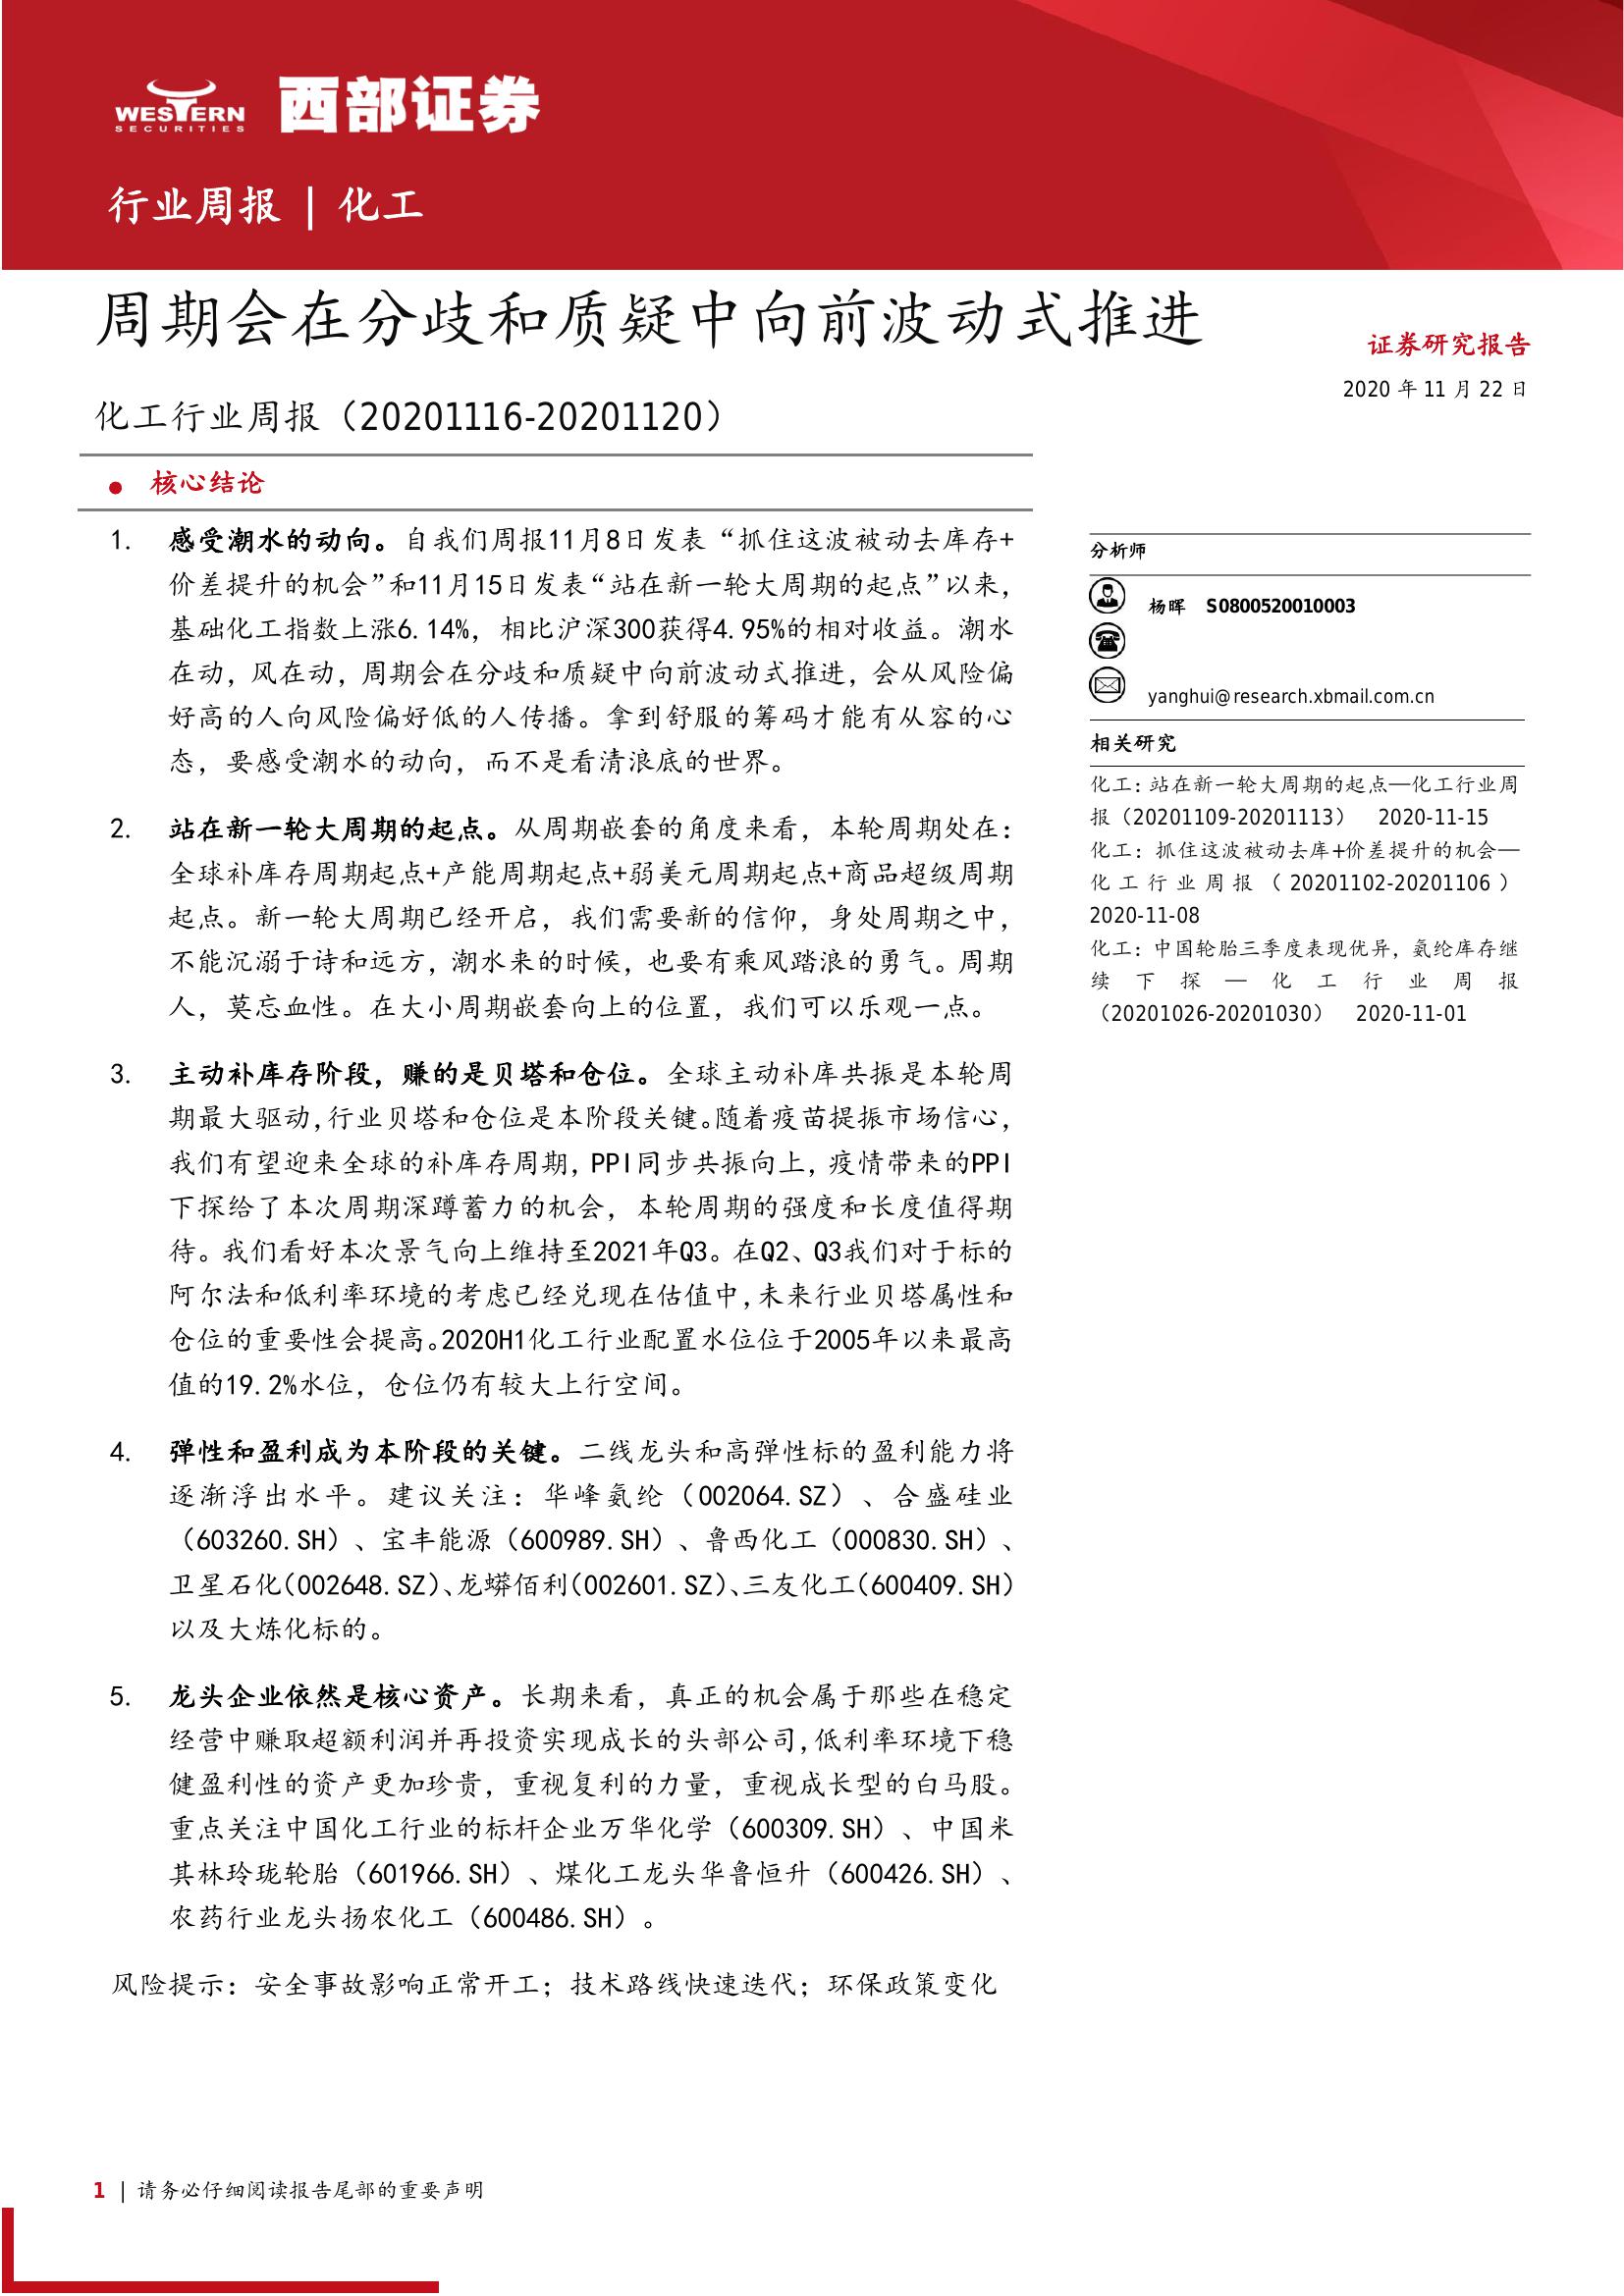 WESTERN
SECURITIES
西部证券
行业周报 | 化工
周期会在分歧和质疑中向前波动式推进
化工行业周报（20201116-20201120）
证券研究报告
2020 年 11 月 22 日
● 核心结论
1. 感受潮水的动向。自我们周报11月8日发表“抓住这波被动去库存+
价差提升的机会”和11月15日发表“站在新一轮大周期的起点”以来，
基础化工指数上涨6.14%，相比沪深300获得4.95%的相对收益。潮水
在动，风在动，周期会在分歧和质疑中向前波动式推进，会从风险偏
好高的人向风险偏好低的人传播。拿到舒服的筹码才能有从容的心
态，要感受潮水的动向，而不是看清浪底的世界。
2. 站在新一轮大周期的起点。从周期嵌套的角度来看，本轮周期处在：
全球补库存周期起点+产能周期起点+弱美元周期起点+商品超级周期
起点。新一轮大周期已经开启，我们需要新的信仰，身处周期之中，
不能沉溺于诗和远方，潮水来的时候，也要有乘风踏浪的勇气。周期
人，莫忘血性。在大小周期嵌套向上的位置，我们可以乐观一点。
3. 主动补库存阶段，赚的是贝塔和仓位。全球主动补库共振是本轮周
期最大驱动，行业贝塔和仓位是本阶段关键。随着疫苗提振市场信心，
我们有望迎来全球的补库存周期，PPI同步共振向上，疫情带来的PPI
下探给了本次周期深蹲蓄力的机会，本轮周期的强度和长度值得期
待。我们看好本次景气向上维持至2021年Q3。在Q2、Q3我们对于标的
阿尔法和低利率环境的考虑已经兑现在估值中，未来行业贝塔属性和
仓位的重要性会提高。2020H1化工行业配置水位位于2005年以来最高
值的19.2%水位，仓位仍有较大上行空间。
4. 弹性和盈利成为本阶段的关键。二线龙头和高弹性标的盈利能力将
逐渐浮出水平。建议关注：华峰氨纶（002064.SZ）、合盛硅业
（603260.SH）、宝丰能源（600989.SH）、鲁西化工（000830.SH）、
卫星石化（002648.SZ）、龙蟒佰利（002601.SZ）、三友化工（600409.SH）
以及大炼化标的。
5. 龙头企业依然是核心资产。长期来看，真正的机会属于那些在稳定
经营中赚取超额利润并再投资实现成长的头部公司，低利率环境下稳
健盈利性的资产更加珍贵，重视复利的力量，重视成长型的白马股。
重点关注中国化工行业的标杆企业万华化学（600309.SH）、中国米
其林玲珑轮胎（601966.SH）、煤化工龙头华鲁恒升（600426.SH）、
农药行业龙头扬农化工（600486.SH）。
风险提示：安全事故影响正常开工；技术路线快速迭代；环保政策变化
分析师
杨晖 S0800520010003
yanghui@research.xbmail.com.cn
相关研究
化工：站在新一轮大周期的起点—化工行业周
报（20201109-20201113） 2020-11-15
化工：抓住这波被动去库+价差提升的机会—
化工行业周报（20201102-20201106）
2020-11-08
化工：中国轮胎三季度表现优异，氨纶库存继
续下探—化工行业周报
（20201026-20201030） 2020-11-01
1 | 请务必仔细阅读报告尾部的重要声明